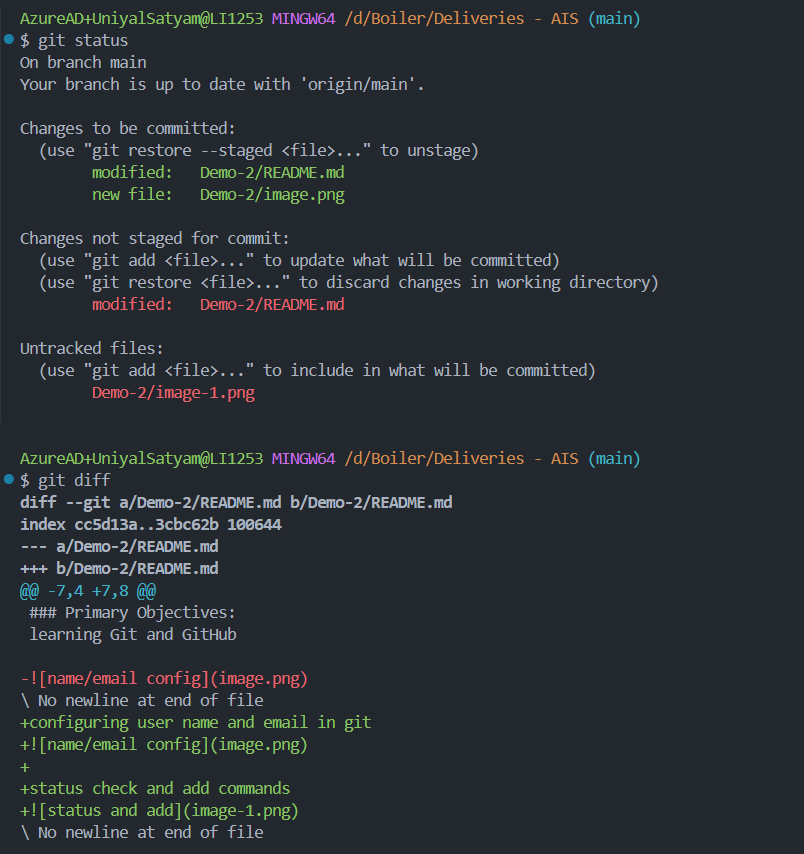 AzureAD+UniyalSatyam@LI1253 MINGW64 /d/Boiler/Deliveries - AIS (main)
$ git status
On branch main
Your branch is up to date with 'origin/main'.

Changes to be committed:
  (use "git restore --staged <file>..." to unstage)
        modified:   Demo-2/README.md
        new file:   Demo-2/image.png

Changes not staged for commit:
  (use "git add <file>..." to update what will be committed)
  (use "git restore <file>..." to discard changes in working directory)
        modified:   Demo-2/README.md

Untracked files:
  (use "git add <file>..." to include in what will be committed)
        Demo-2/image-1.png

AzureAD+UniyalSatyam@LI1253 MINGW64 /d/Boiler/Deliveries - AIS (main)
$ git diff
diff --git a/Demo-2/README.md b/Demo-2/README.md
index cc5d13a..3cbc62b 100644
--- a/Demo-2/README.md
+++ b/Demo-2/README.md
@@ -7,4 +7,8 @@
 ### Primary Objectives:
 learning Git and GitHub

-![name/email config](image.png)
\ No newline at end of file
+configuring user name and email in git
+![name/email config](image.png)
+
+status check and add commands
+![status and add](image-1.png)
\ No newline at end of file